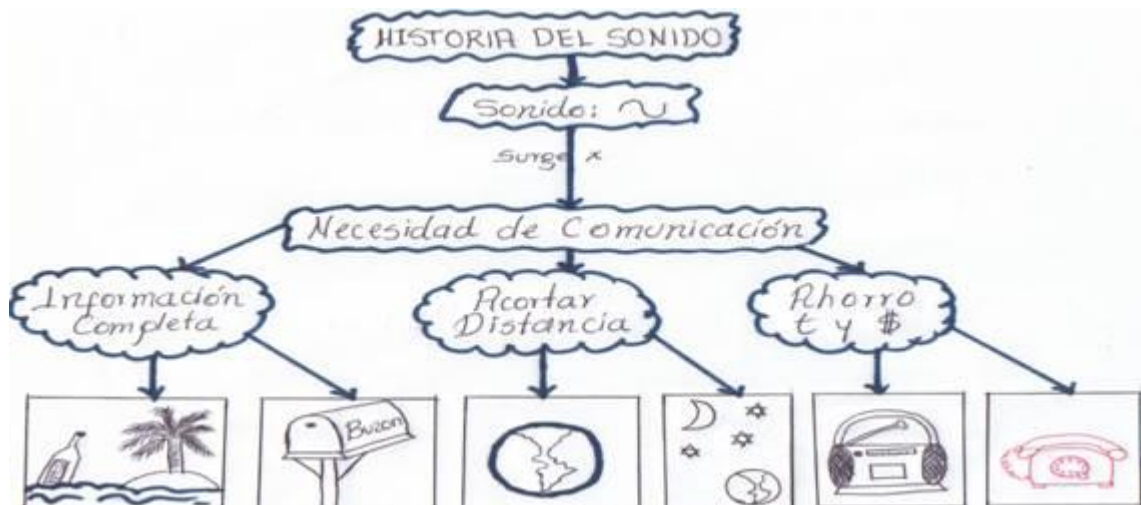 HISTORIA DEL SONIDO
Sonido: ~
Surge x
Necesidad de Comunicación
Información
Completa
Acortar
Distancia
Ahorro
t y $
Buzon